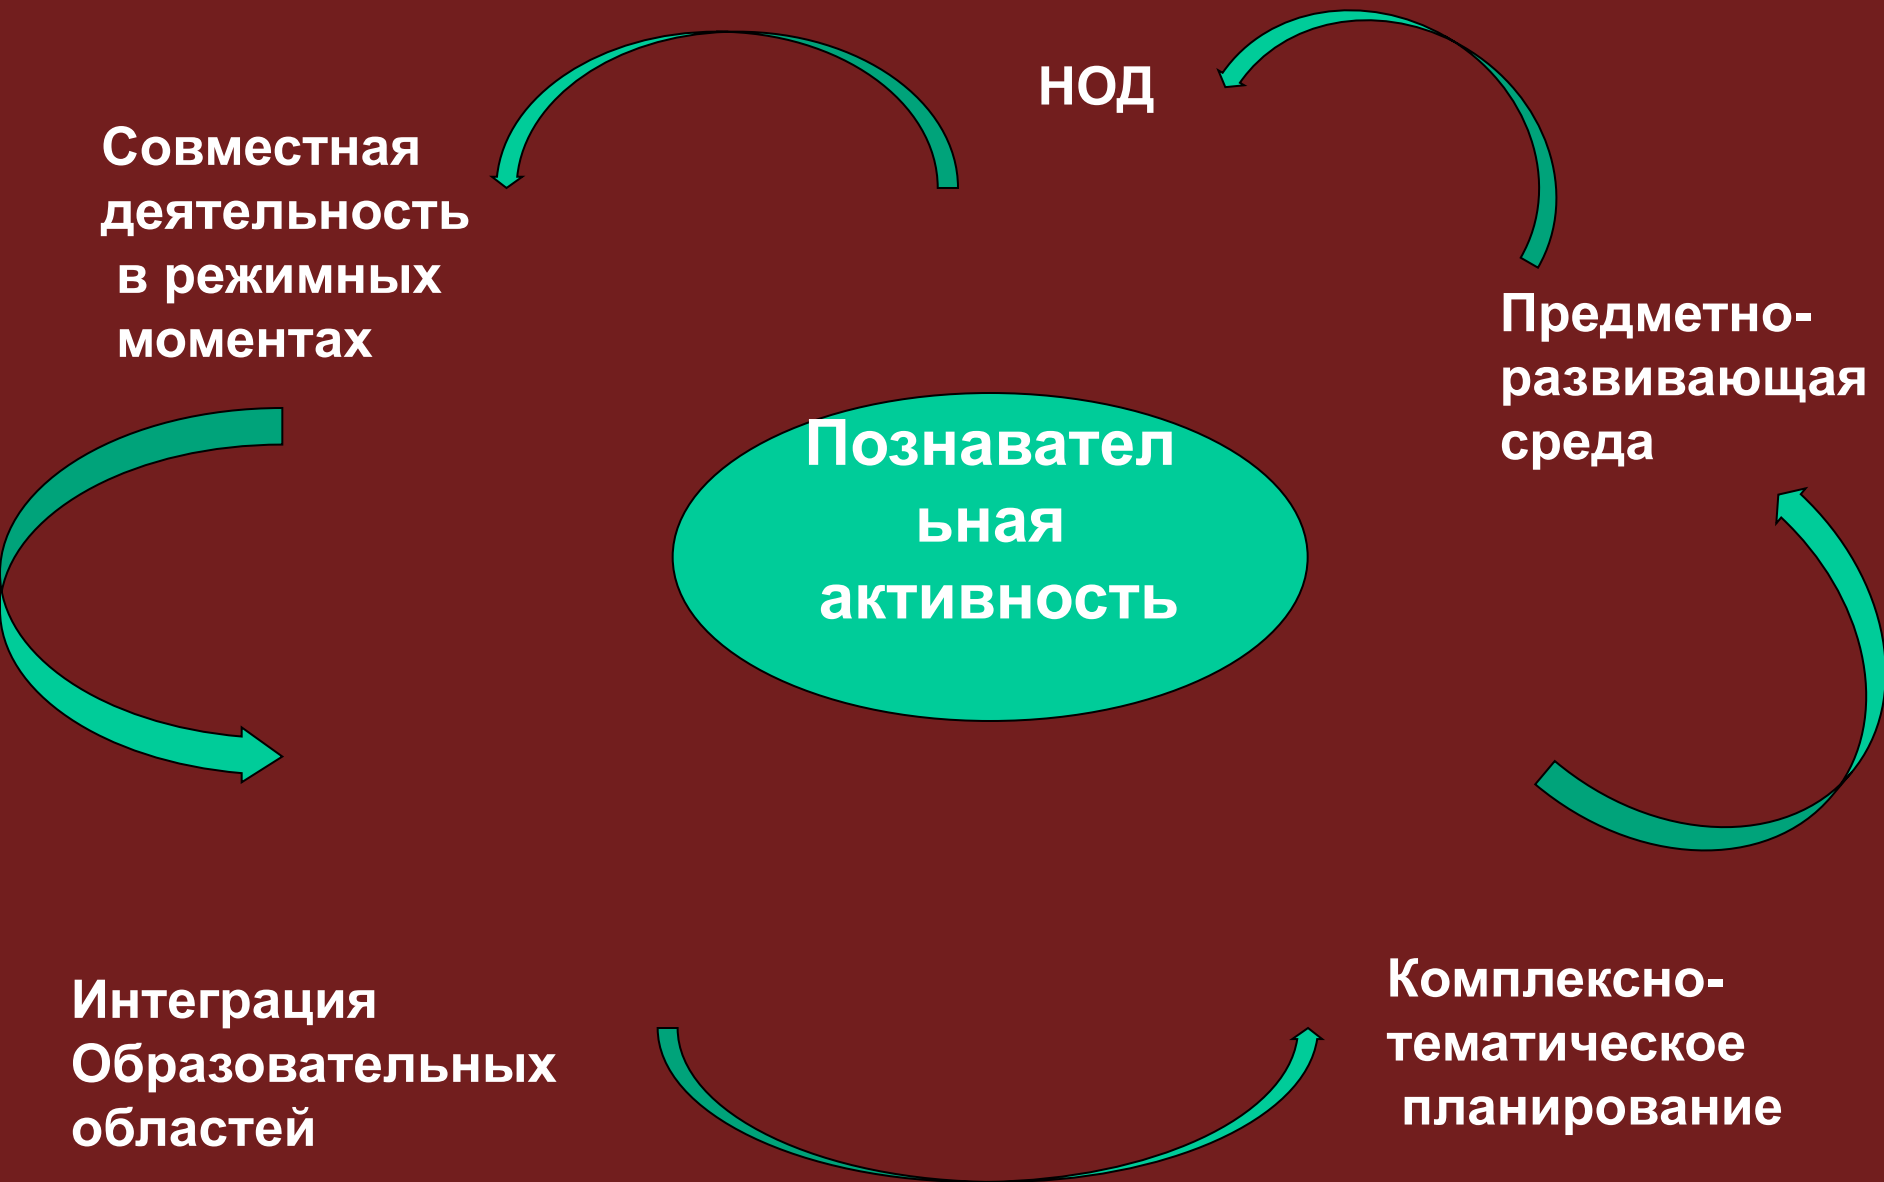 НОД
Совместная
деятельность
в режимных
моментах
Предметно-
развивающая
среда
Познавател
ьная
активность
Интеграция
Образовательных
областей
Комплексно-
тематическое
планирование